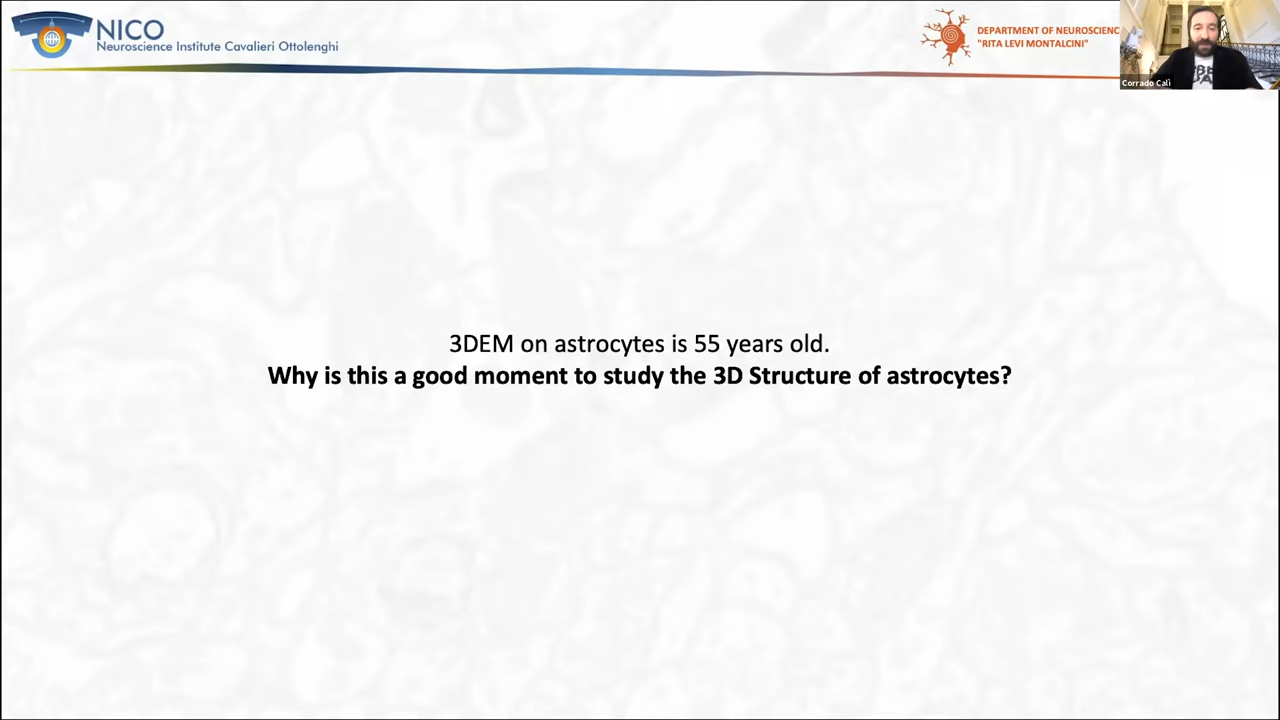 NICO
Neuroscience Institute Cavalieri Ottolenghi
DEPARTMENT OF NEUROSCIENC
"RITA LEVI MONTALCINI"
Corrado Calì
3DEM on astrocytes is 55 years old.
Why is this a good moment to study the 3D Structure of astrocytes?